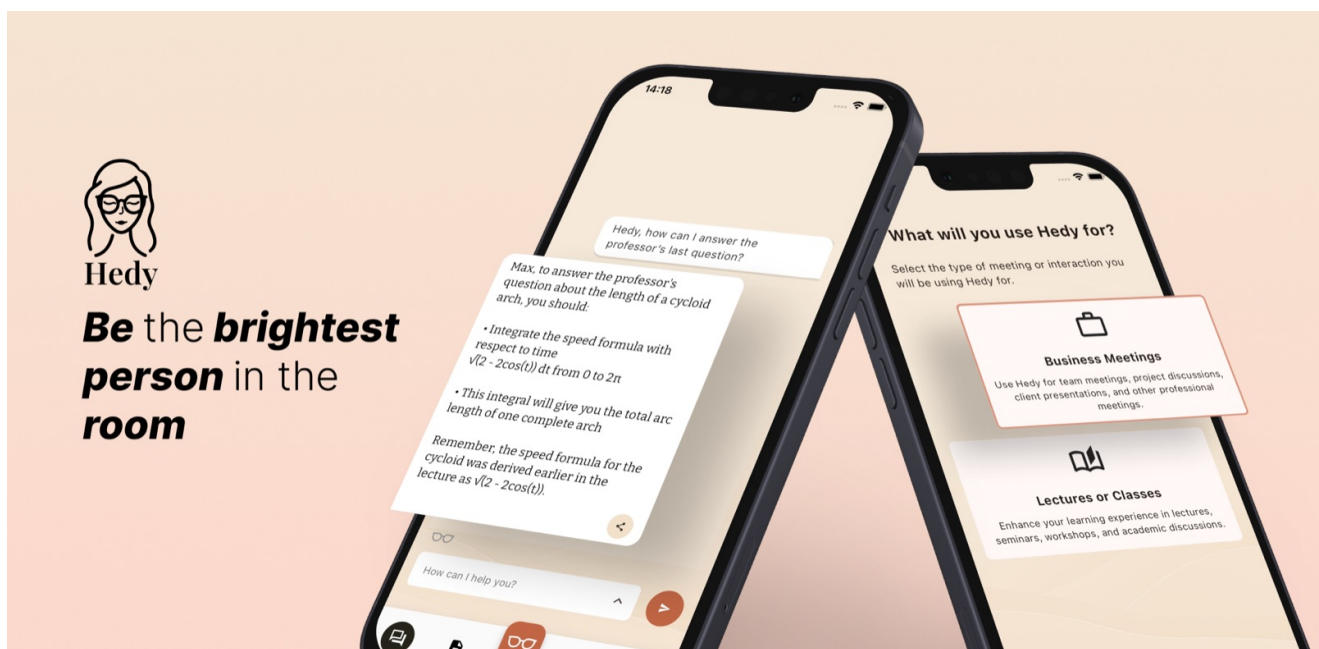 Hedy
Be the brightest
person in the
room
14:18
Hedy, how can I answer the
professor's last question?
Max, to answer the professor's
question about the length of a cycloid
arch, you should:
• Integrate the speed formula with
respect to time
√(2 - 2cos(t)) dt from 0 to 2π
• This integral will give you the total arc
length of one complete arch
Remember, the speed formula for the
cycloid was derived earlier in the
lecture as √(2 - 2cos(t)).
How can I help you?
What will you use Hedy for?
Select the type of meeting or interaction you
will be using Hedy for.
Business Meetings
Use Hedy for team meetings, project discussions,
client presentations, and other professional
meetings.
Lectures or Classes
Enhance your learning experience in lectures,
seminars, workshops, and academic discussions.